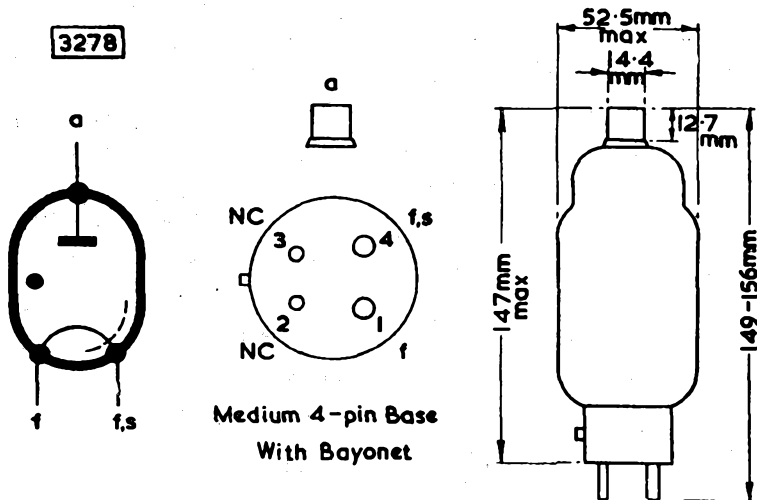 3278
a
f
f,s
a
NC
f,s
3
4
2
1
NC
f
Medium 4-pin Base
With Bayonet
52·5mm
max
14·4
mm
12·7
mm
147mm
max
149-156mm